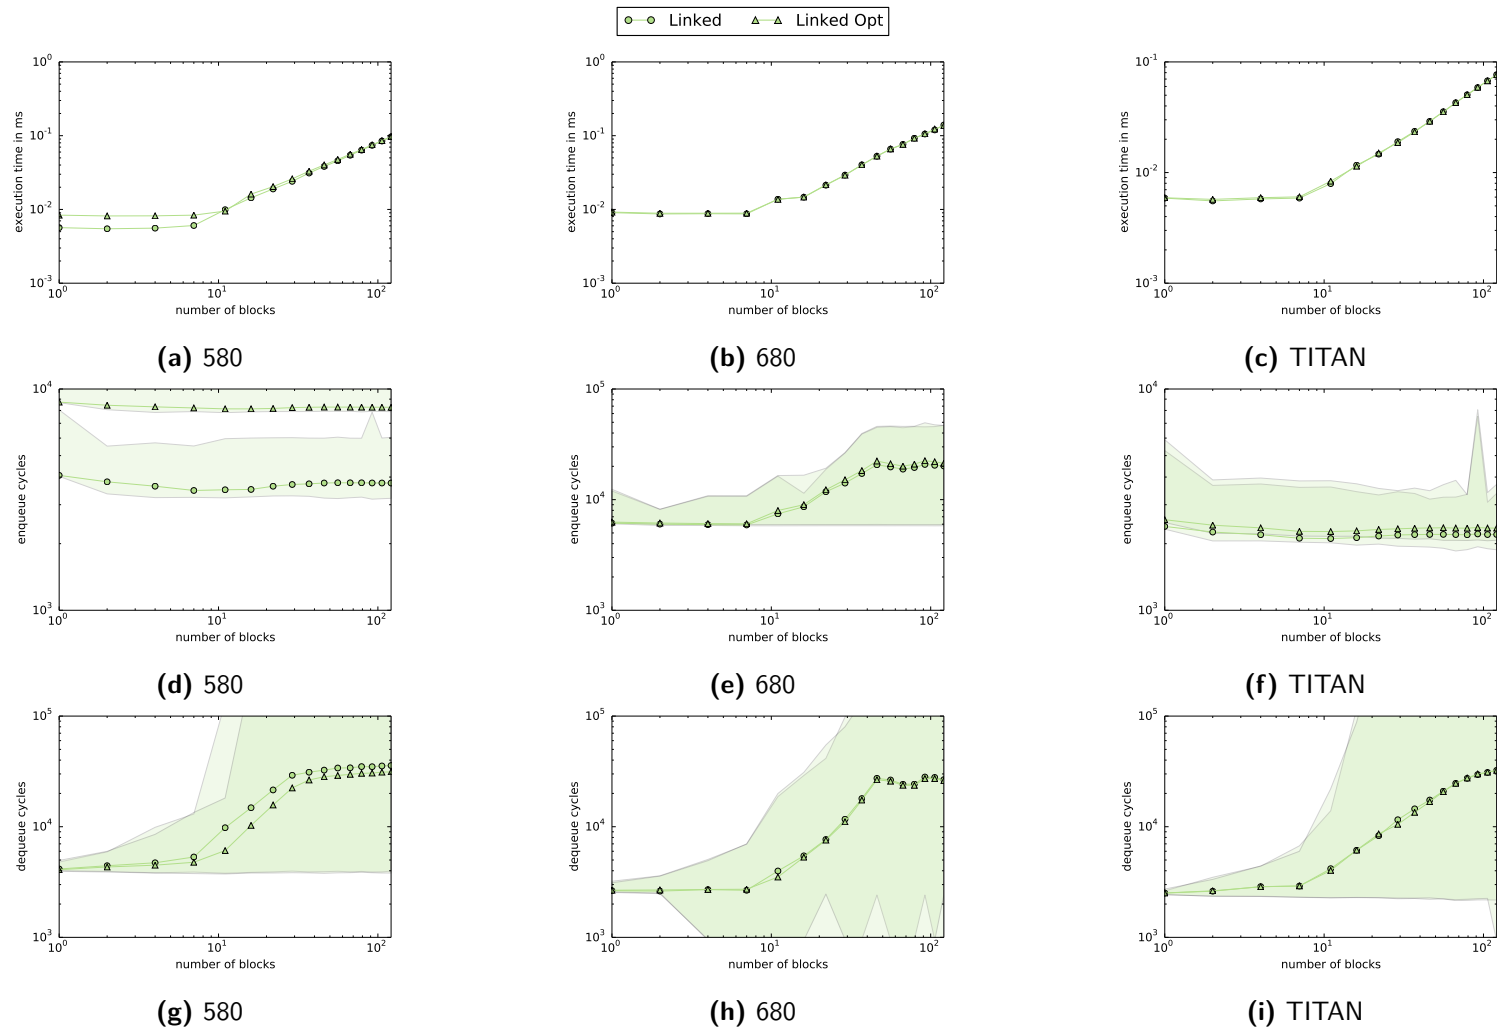 Linked Linked Opt
10^0 10^-1 10^-2 10^-3
execution time in ms
10^0 10^1 10^2
number of blocks
(a) 580
10^0 10^-1 10^-2 10^-3
execution time in ms
10^0 10^1 10^2
number of blocks
(b) 680
10^-1 10^-2 10^-3
execution time in ms
10^0 10^1 10^2
number of blocks
(c) TITAN
10^4 10^3
enqueue cycles
10^0 10^1 10^2
number of blocks
(d) 580
10^5 10^4 10^3
enqueue cycles
10^0 10^1 10^2
number of blocks
(e) 680
10^4 10^3
enqueue cycles
10^0 10^1 10^2
number of blocks
(f) TITAN
10^5 10^4 10^3
dequeue cycles
10^0 10^1 10^2
number of blocks
(g) 580
10^5 10^4 10^3
dequeue cycles
10^0 10^1 10^2
number of blocks
(h) 680
10^5 10^4 10^3
dequeue cycles
10^0 10^1 10^2
number of blocks
(i) TITAN